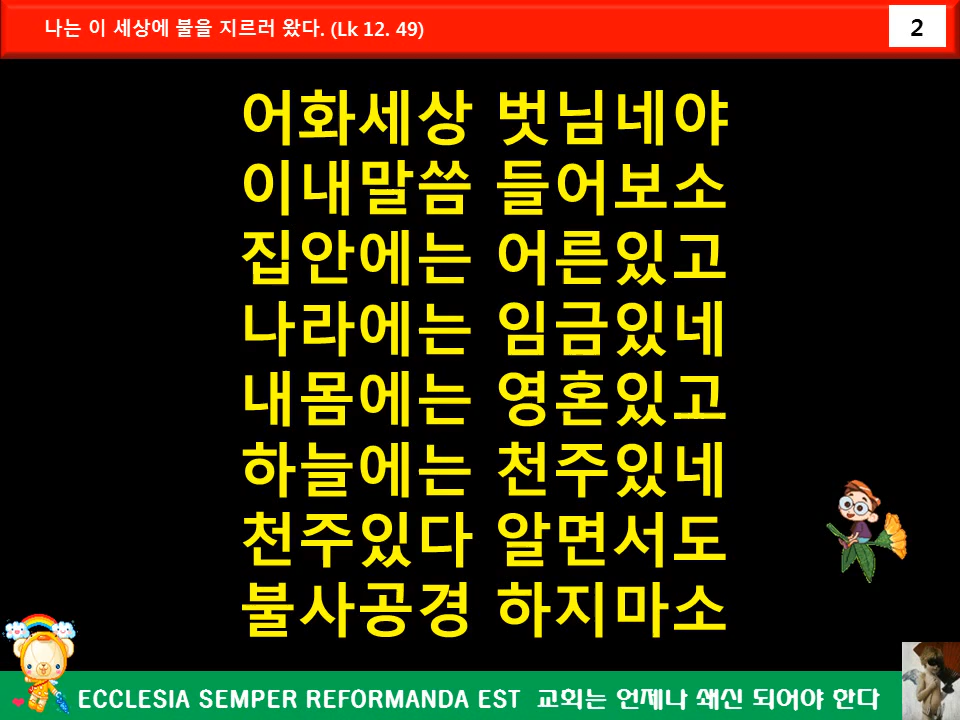 나는 이 세상에 불을 지르러 왔다. (Lk 12. 49)
2
어화세상 벗님네야
이내말씀 들어보소
집안에는 어른있고
나라에는 임금있네
내몸에는 영혼있고
하늘에는 천주있네
천주있다 알면서도
불사공경 하지마소
ECCLESIA SEMPER REFORMANDA EST 교회는 언제나 쇄신 되어야 한다